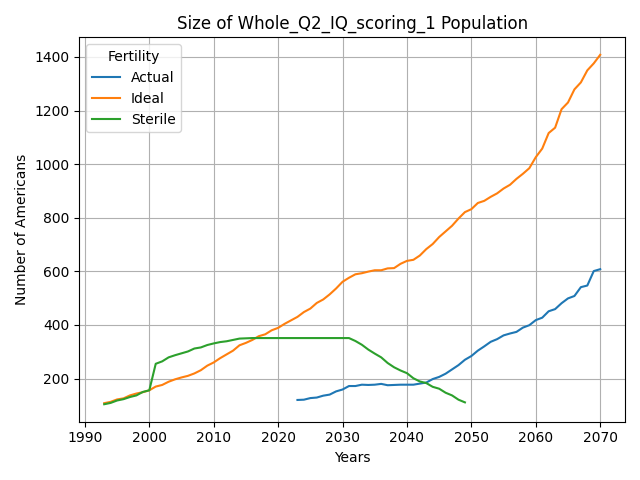 Size of Whole_Q2_IQ_scoring_1 Population
Fertility
Actual
Ideal
Sterile
Number of Americans
1400
1200
1000
800
600
400
200
1990 2000 2010 2020 2030 2040 2050 2060 2070
Years